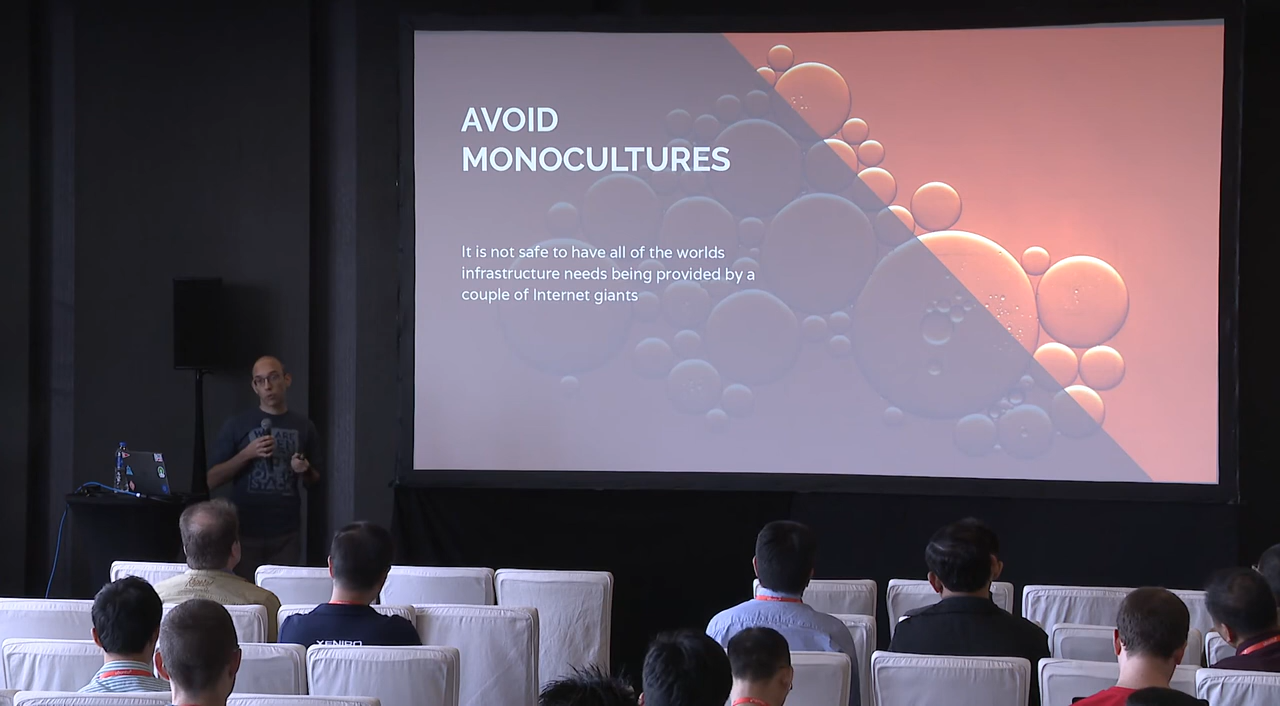 AVOID
MONOCULTURES
It is not safe to have all of the worlds
infrastructure needs being provided by a
couple of Internet giants